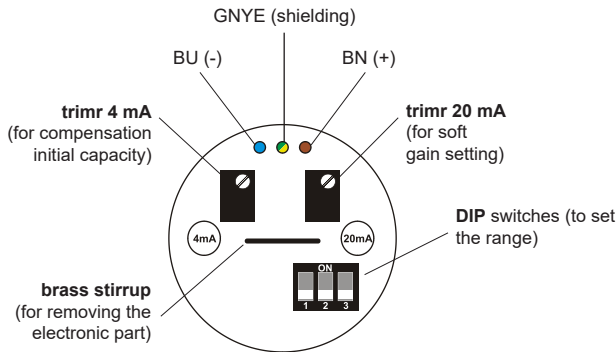 GNYE (shielding)
BU (-)
BN (+)
trimr 4 mA
(for compensation
initial capacity)
trimr 20 mA
(for soft
gain setting)
4mA
20mA
DIP switches (to set
the range)
ON
1 2 3
brass stirrup
(for removing the
electronic part)